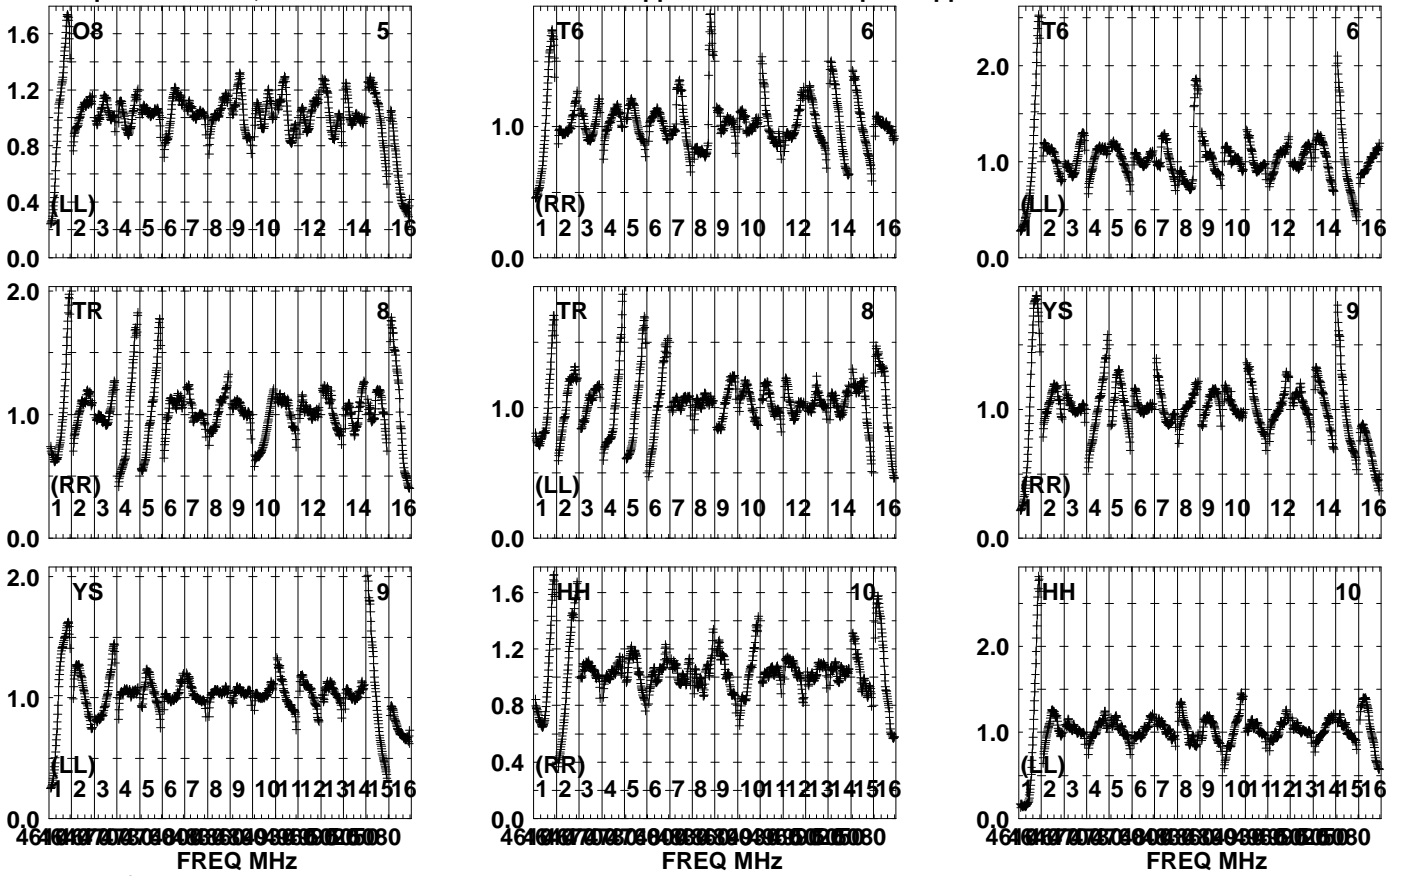 O8 5
1.6
1.2
0.8
0.4
0.0
(LL)
1 2 3 4 5 6 7 8 9 10 12 14 16
T6 6
1.0
0.0
(RR)
1 2 3 4 5 6 7 8 9 10 12 14 16
T6 6
2.0
1.0
0.0
(LL)
1 2 3 4 5 6 7 8 9 10 12 14 16
TR 8
2.0
1.0
0.0
(RR)
1 2 3 4 5 6 7 8 9 10 12 14 16
TR 8
1.0
0.0
(LL)
1 2 3 4 5 6 7 8 9 10 12 14 16
YS 9
1.0
0.0
(RR)
1 2 3 4 5 6 7 8 9 10 12 14 16
YS 9
2.0
1.0
0.0
(LL)
1 2 3 4 5 6 7 8 9 10 11 12 13 14 15 16
FREQ MHz
HH 10
1.6
1.2
0.8
0.4
0.0
(RR)
1 2 3 4 5 6 7 8 9 10 11 12 13 14 15 16
FREQ MHz
HH 10
2.0
1.0
0.0
(LL)
1 2 3 4 5 6 7 8 9 10 11 12 13 14 15 16
FREQ MHz